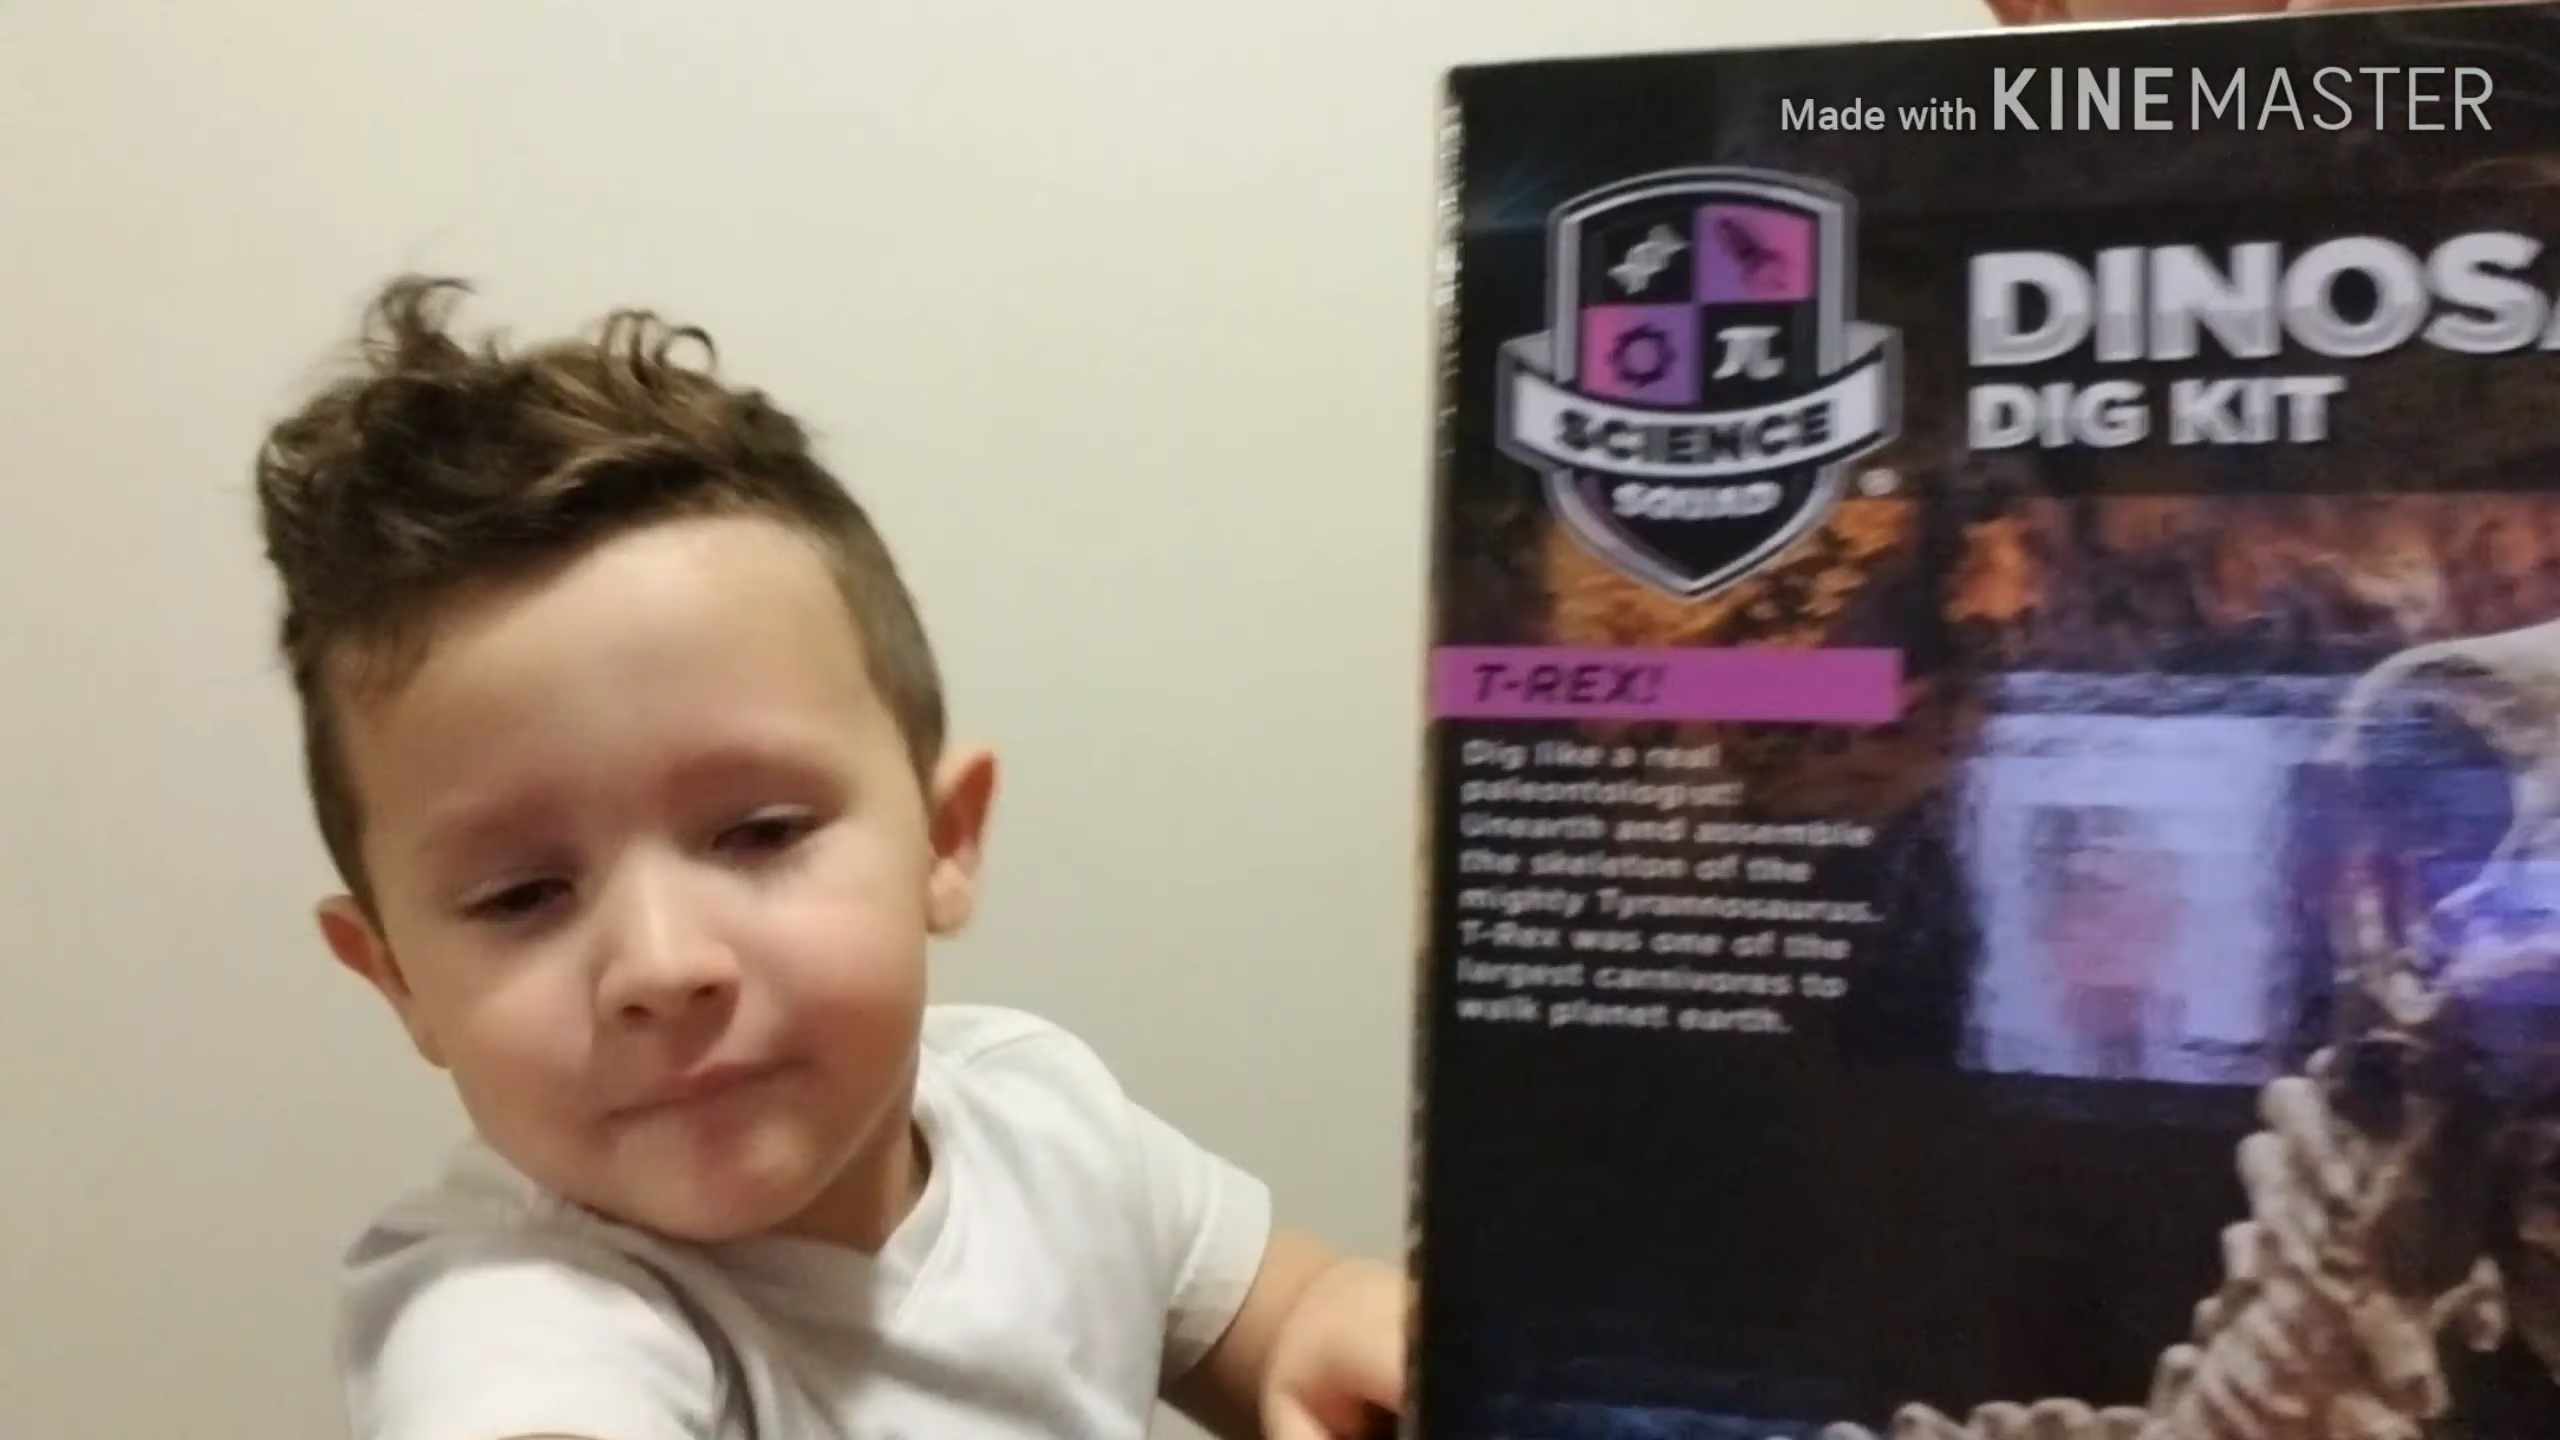 Made with KINEMASTER
DINOSA
DIG KIT
SCIENCE
SQUAD
π
T-REX!
Dig like a real
paleontologist!
Unearth and assemble
the skeleton of the
mighty Tyrannosaurus.
T-Rex was one of the
largest carnivores to
walk planet earth.